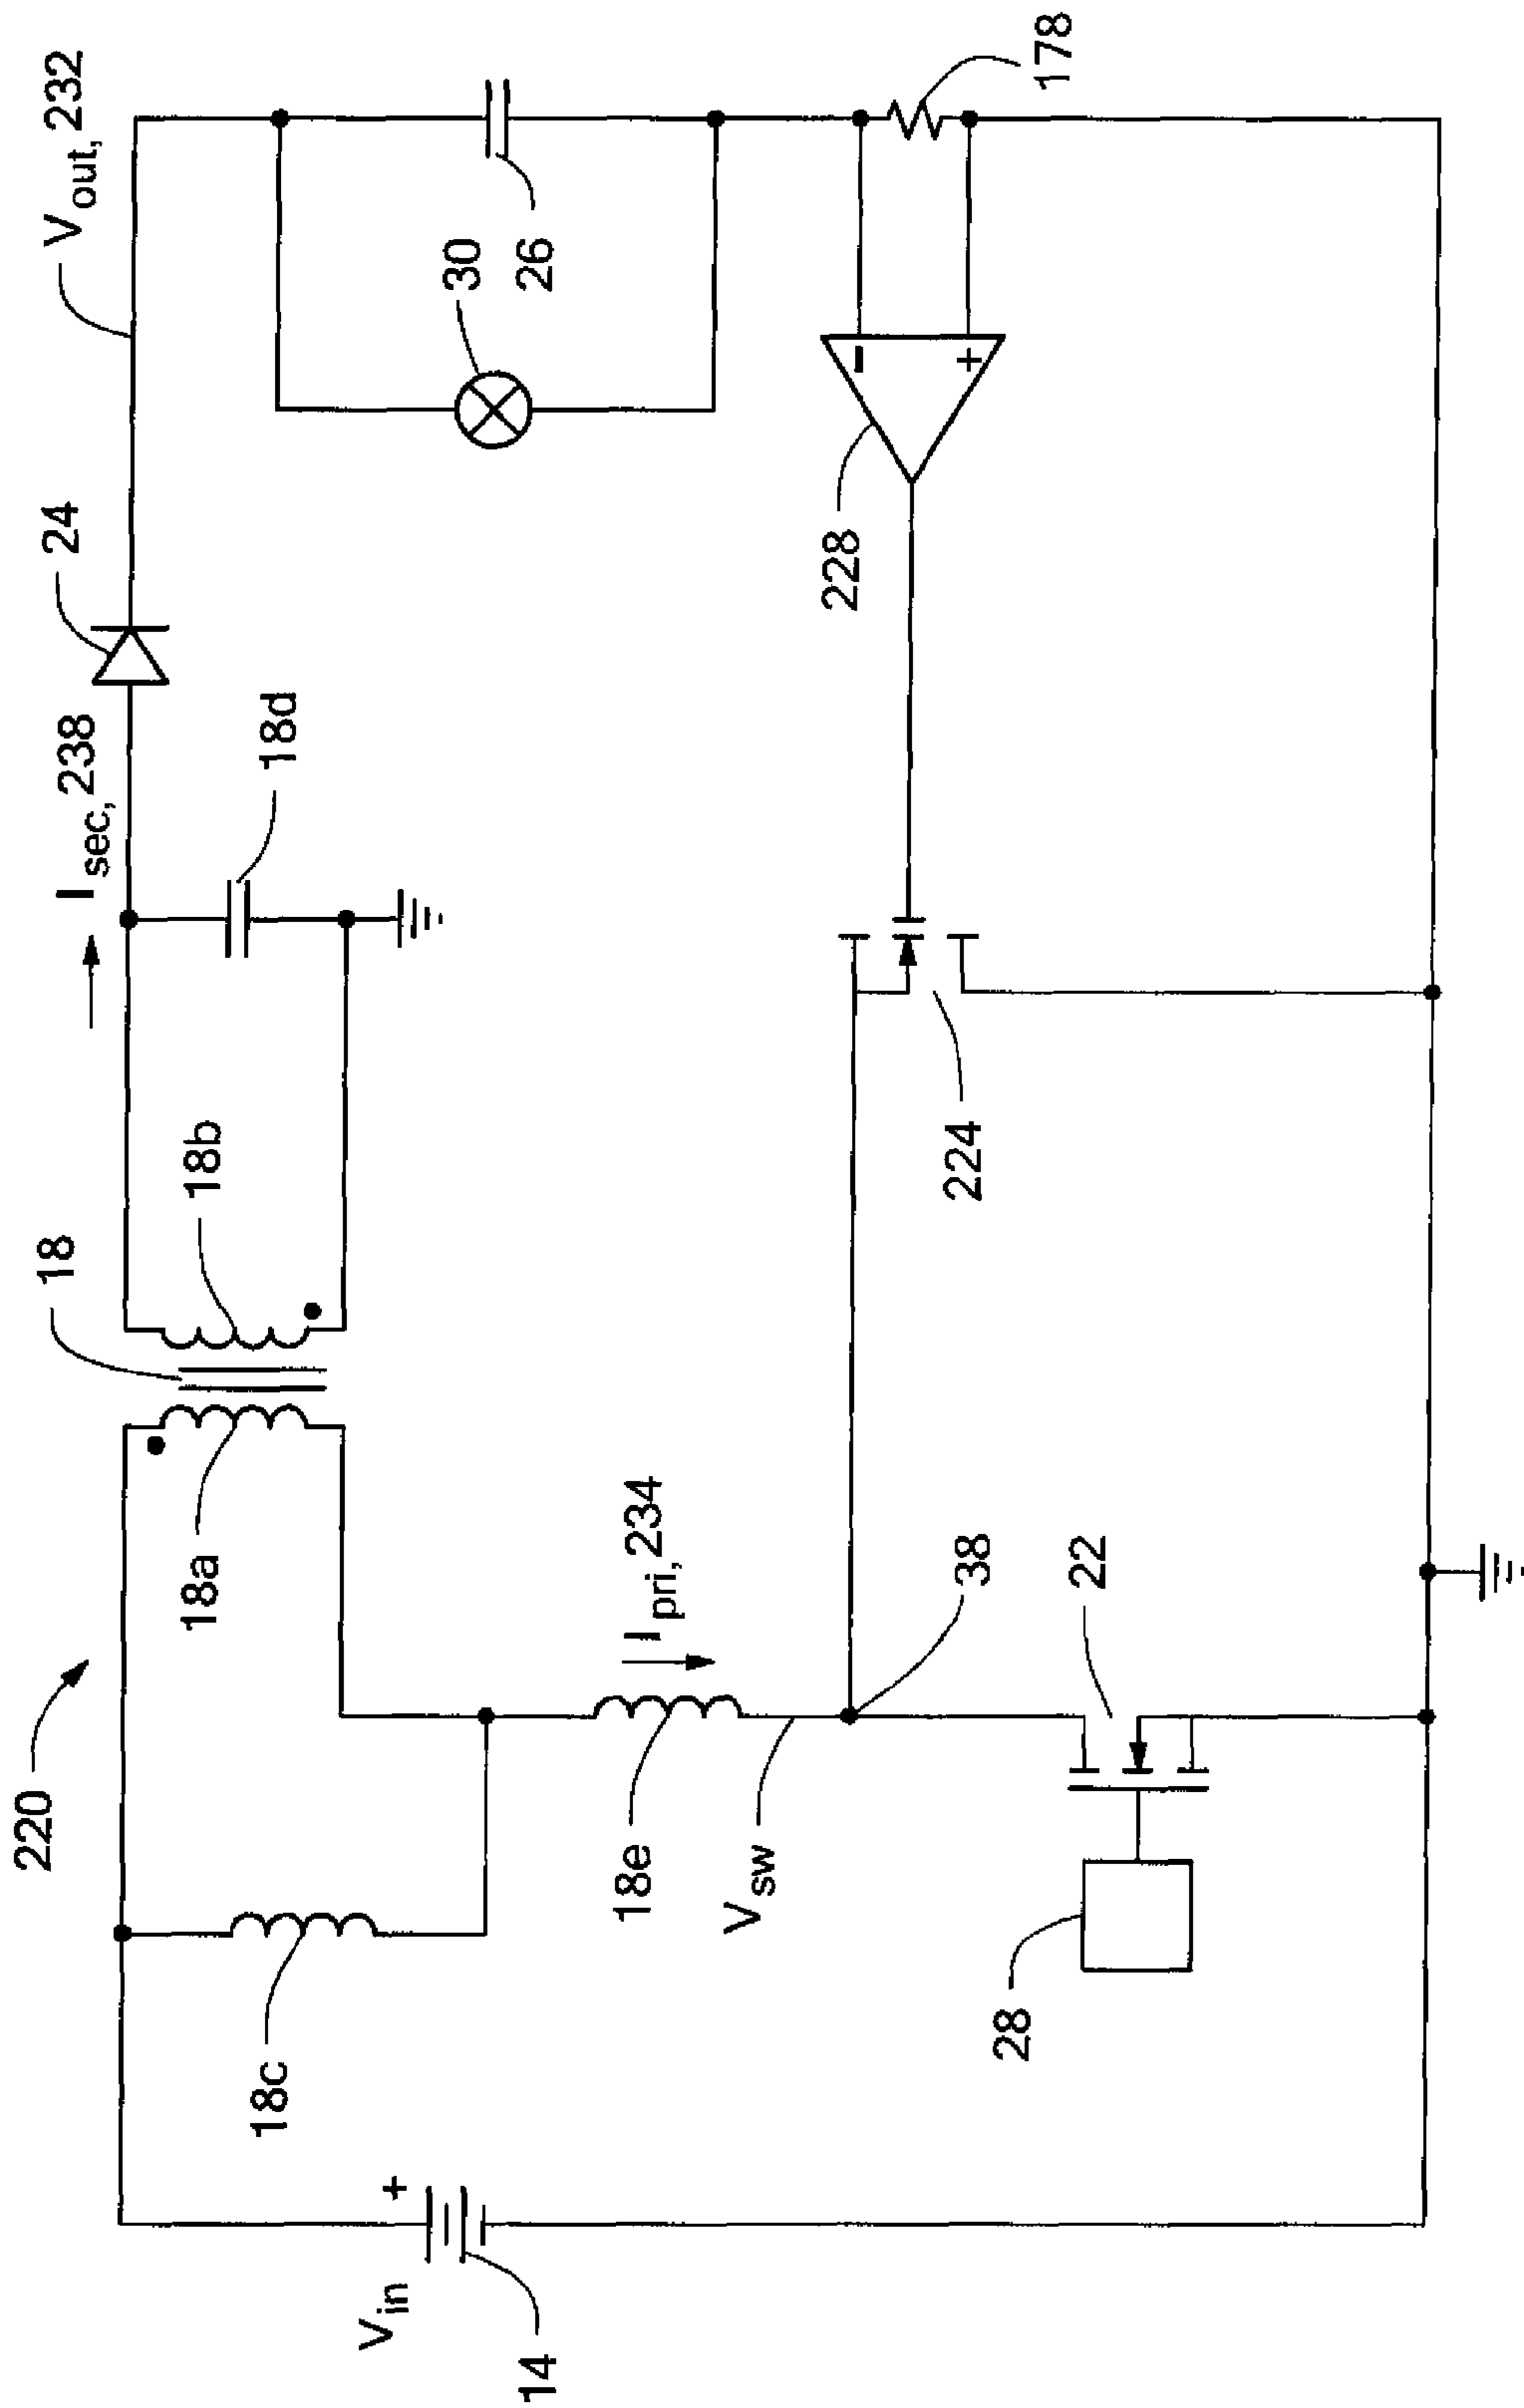 220
18
18a
18b
18c
18d
18e
I sec, 238
24
V out, 232
30
26
178
228
224
I pri, 234
38
22
V sw
28
V in
+
14
−
+